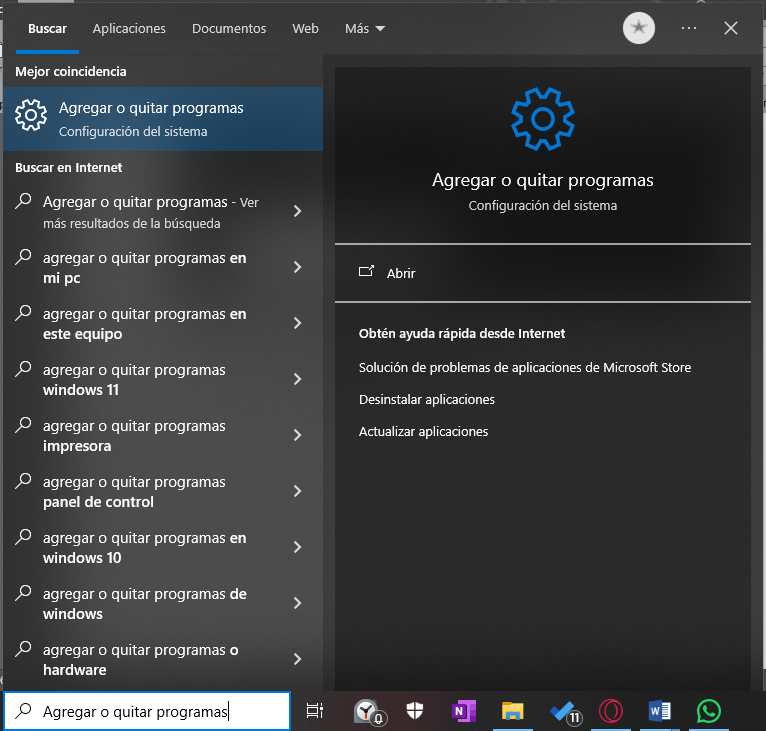 Buscar Aplicaciones Documentos Web Más
Mejor coincidencia
Agregar o quitar programas
Configuración del sistema
Buscar en Internet
Agregar o quitar programas - Ver
más resultados de la búsqueda
agregar o quitar programas en
mi pc
agregar o quitar programas en
este equipo
agregar o quitar programas
windows 11
agregar o quitar programas
impresora
agregar o quitar programas
panel de control
agregar o quitar programas en
windows 10
agregar o quitar programas de
windows
agregar o quitar programas o
hardware
Agregar o quitar programas
Configuración del sistema
Abrir
Obtén ayuda rápida desde Internet
Solución de problemas de aplicaciones de Microsoft Store
Desinstalar aplicaciones
Actualizar aplicaciones
Agregar o quitar programas
N
11
W